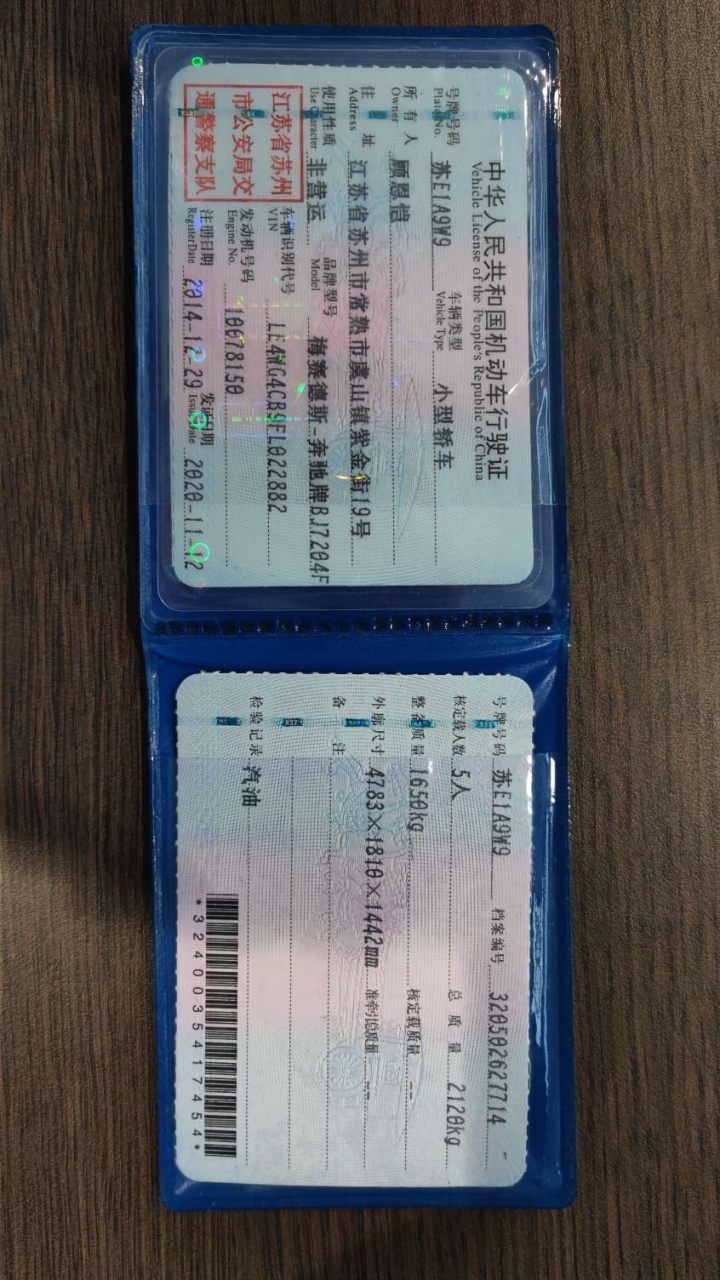 中华人民共和国机动车行驶证
Vehicle License of the People's Republic of China
号牌号码 苏E1A9W9 车辆类型 小型轿车
Plate No. Vehicle Type
所有人 顾恩恺
Owner
住址 江苏省苏州市常熟市虞山镇紫金街19号
Address
使用性质 非营运 品牌型号 梅赛德斯-奔驰牌BJ7204F
Use Character Model
江苏省苏州
市公安局交
通警察支队
车辆识别代号 LE4WG4CB9FL022882
VIN
发动机号码 10078150
Engine No.
注册日期 2014-12-29 发证日期 2020-11-12
Register Date Issue Date
号牌号码 苏E1A9W9 档案编号 320502627714
核定载人数 5人 总质量 2120kg
整备质量 1650kg 核定载质量 --
外廓尺寸 4783×1810×1442mm 准牵引总质量 --
备注
检验记录 汽油
*3240035417454*